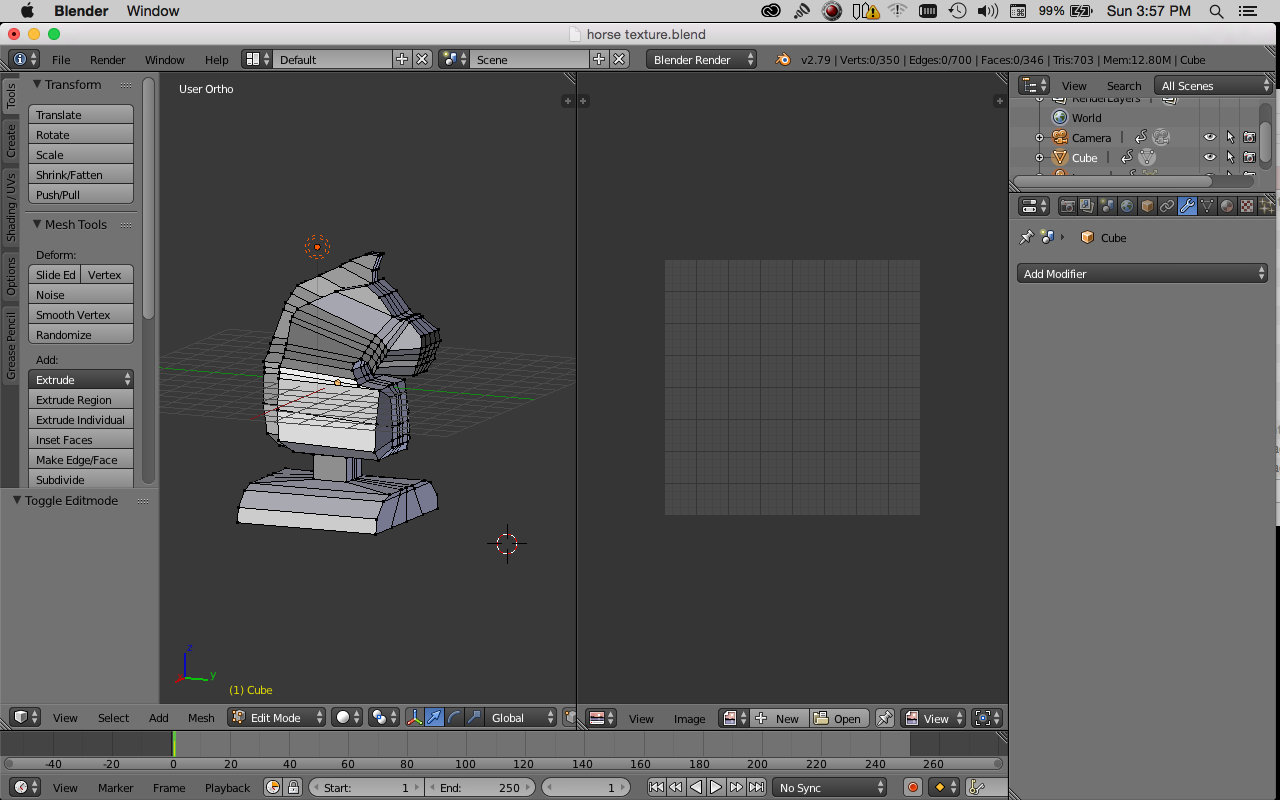 Blender Window 99% Sun 3:57 PM
horse texture.blend
File Render Window Help Default Scene Blender Render v2.79 | Verts:0/350 | Edges:0/700 | Faces:0/346 | Tris:703 | Mem:12.80M | Cube
Tools
Create
Shading / UVs
Options
Grease Pencil
Transform
Translate
Rotate
Scale
Shrink/Fatten
Push/Pull
Mesh Tools
Deform:
Slide Ed Vertex
Noise
Smooth Vertex
Randomize
Add:
Extrude
Extrude Region
Extrude Individual
Inset Faces
Make Edge/Face
Subdivide
Toggle Editmode
User Ortho
z
x
y
(1) Cube
View Select Add Mesh Edit Mode Global
View Image New Open View
View Search All Scenes
RenderLayers
World
Camera
Cube
Cube
Add Modifier
-40 -20 0 20 40 60 80 100 120 140 160 180 200 220 240 260
View Marker Frame Playback Start: 1 End: 250 1 No Sync